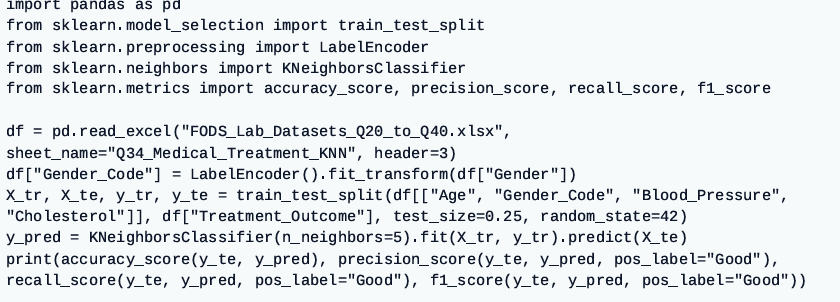 import pandas as pd
from sklearn.model_selection import train_test_split
from sklearn.preprocessing import LabelEncoder
from sklearn.neighbors import KNeighborsClassifier
from sklearn.metrics import accuracy_score, precision_score, recall_score, f1_score

df = pd.read_excel("FODS_Lab_Datasets_Q20_to_Q40.xlsx",
sheet_name="Q34_Medical_Treatment_KNN", header=3)
df["Gender_Code"] = LabelEncoder().fit_transform(df["Gender"])
X_tr, X_te, y_tr, y_te = train_test_split(df[["Age", "Gender_Code", "Blood_Pressure",
"Cholesterol"]], df["Treatment_Outcome"], test_size=0.25, random_state=42)
y_pred = KNeighborsClassifier(n_neighbors=5).fit(X_tr, y_tr).predict(X_te)
print(accuracy_score(y_te, y_pred), precision_score(y_te, y_pred, pos_label="Good"),
recall_score(y_te, y_pred, pos_label="Good"), f1_score(y_te, y_pred, pos_label="Good"))